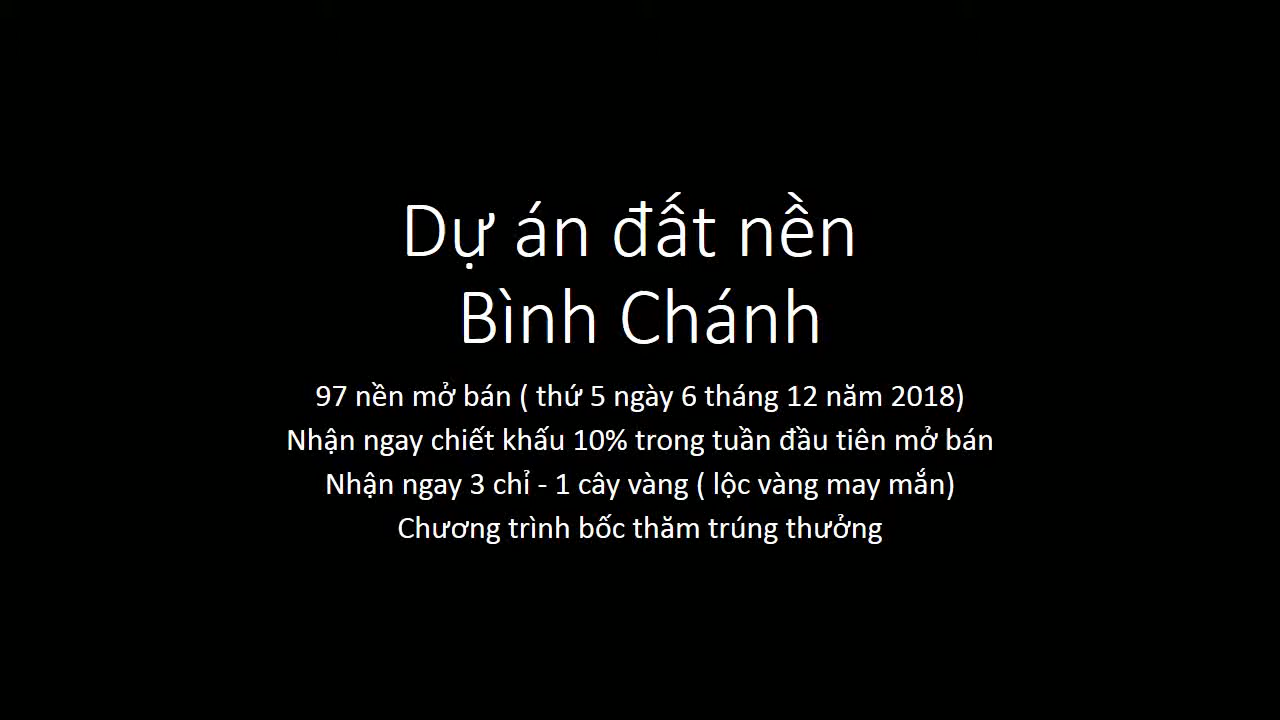 Dự án đất nền
Bình Chánh
97 nền mở bán ( thứ 5 ngày 6 tháng 12 năm 2018)
Nhận ngay chiết khấu 10% trong tuần đầu tiên mở bán
Nhận ngay 3 chỉ - 1 cây vàng ( lộc vàng may mắn)
Chương trình bốc thăm trúng thưởng